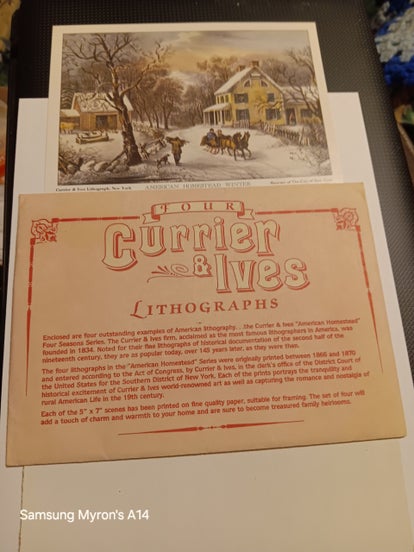 Currier & Ives Lithograph, New York
AMERICAN HOMESTEAD WINTER
Museum of The City of New York
FOUR
Currier
& Ives
LITHOGRAPHS
Enclosed are four outstanding examples of American lithography. . .the Currier & Ives "American Homestead"
Four Seasons Series. The Currier & Ives firm, acclaimed as the most famous lithographers in America, was
founded in 1834. Noted for their fine lithographs of historical documentation of the second half of the
nineteenth century, they are as popular today, over 145 years later, as they were then.
The four lithographs in the "American Homestead" Series were originally printed between 1868 and 1870
and entered according to the Act of Congress, by Currier & Ives, in the clerk's office of the District Court of
the United States for the Southern District of New York. Each of the prints portrays the tranquility and
historical excitement of Currier & Ives world-renowned art as well as capturing the romance and nostalgia of
rural American Life in the 19th century.
Each of the 5" x 7" scenes has been printed on fine quality paper, suitable for framing. The set of four will
add a touch of charm and warmth to your home and are sure to become treasured family heirlooms.
Samsung Myron's A14